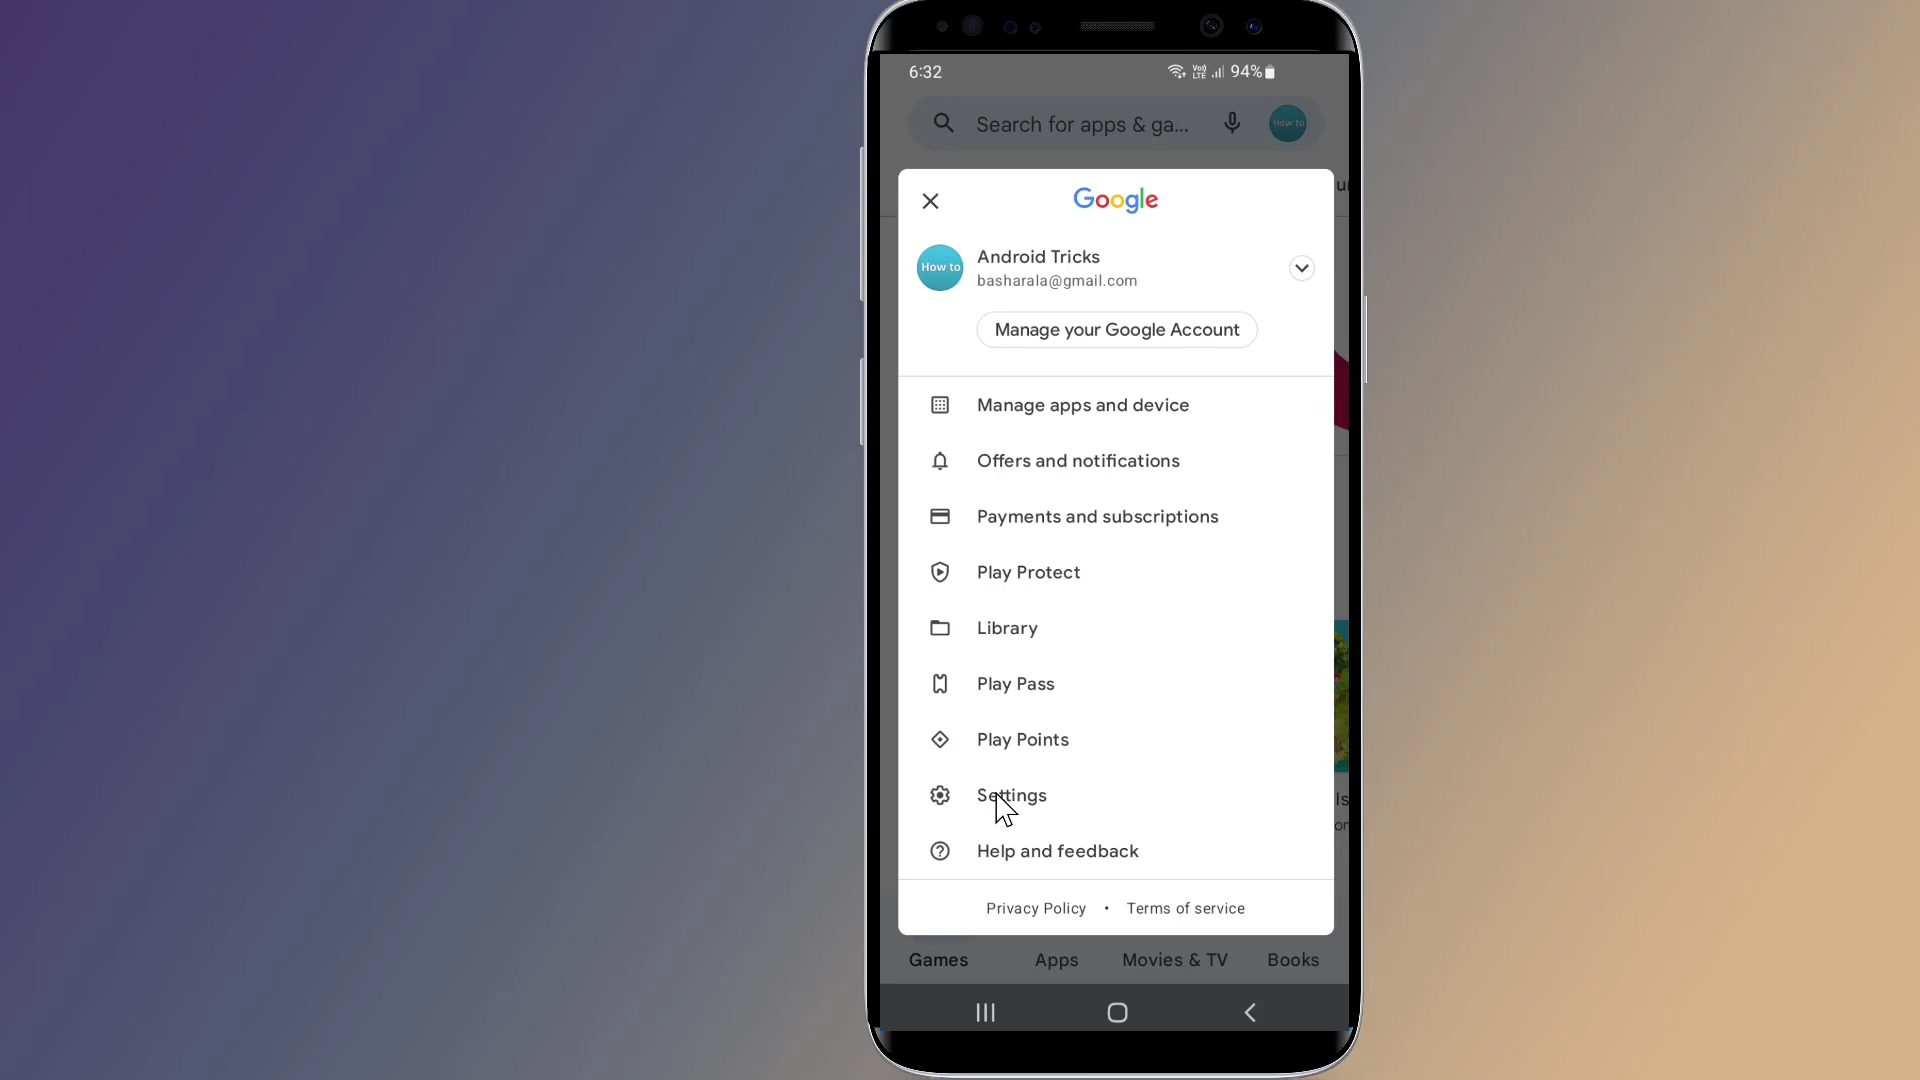 6:32 Vo) LTE 94%
Search for apps & ga... How to
Google
How to Android Tricks
basharala@gmail.com
Manage your Google Account
Manage apps and device
Offers and notifications
Payments and subscriptions
Play Protect
Library
Play Pass
Play Points
Settings
Help and feedback
Privacy Policy • Terms of service
Games Apps Movies & TV Books